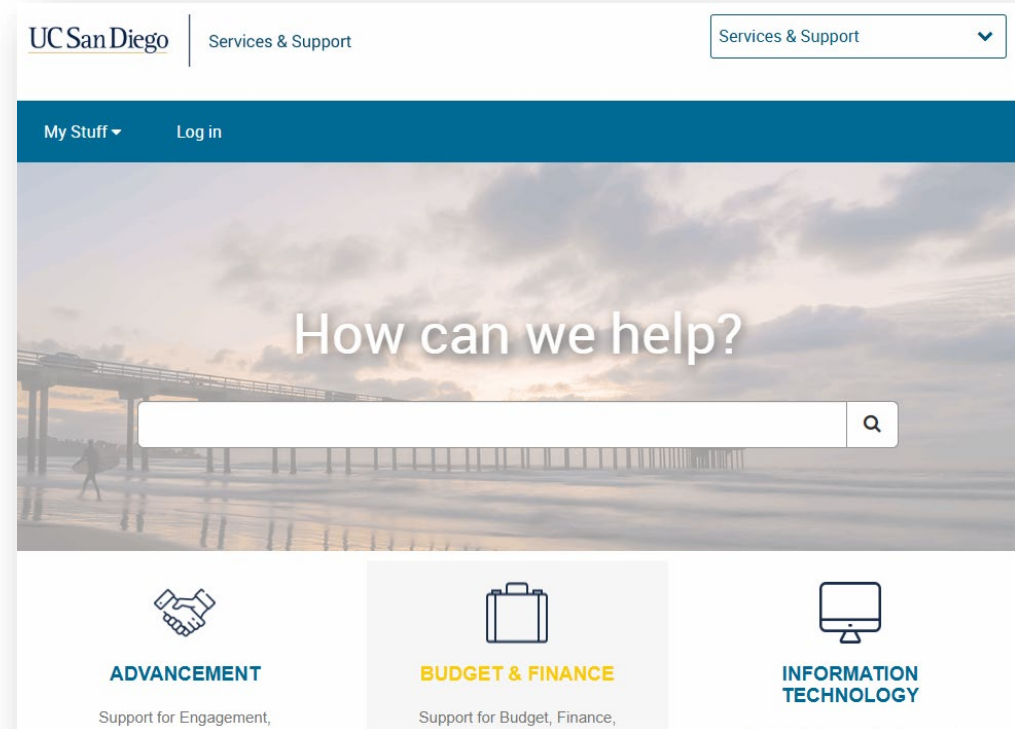 UC San Diego
Services & Support
Services & Support
My Stuff
Log in
How can we help?
ADVANCEMENT
Support for Engagement,
BUDGET & FINANCE
Support for Budget, Finance,
INFORMATION
TECHNOLOGY